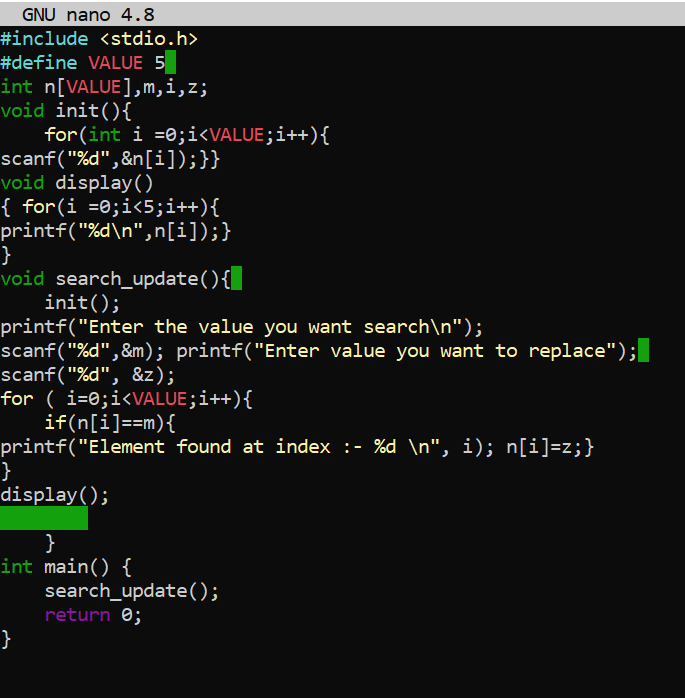 GNU nano 4.8
#include <stdio.h>
#define VALUE 5
int n[VALUE],m,i,z;
void init(){
    for(int i =0;i<VALUE;i++){
scanf("%d",&n[i]);}}
void display()
{ for(i =0;i<5;i++){
printf("%d\n",n[i]);}
}
void search_update(){
    init();
printf("Enter the value you want search\n");
scanf("%d",&m); printf("Enter value you want to replace");
scanf("%d", &z);
for ( i=0;i<VALUE;i++){
    if(n[i]==m){
printf("Element found at index :- %d \n", i); n[i]=z;}
}
display();
    }
int main() {
    search_update();
    return 0;
}